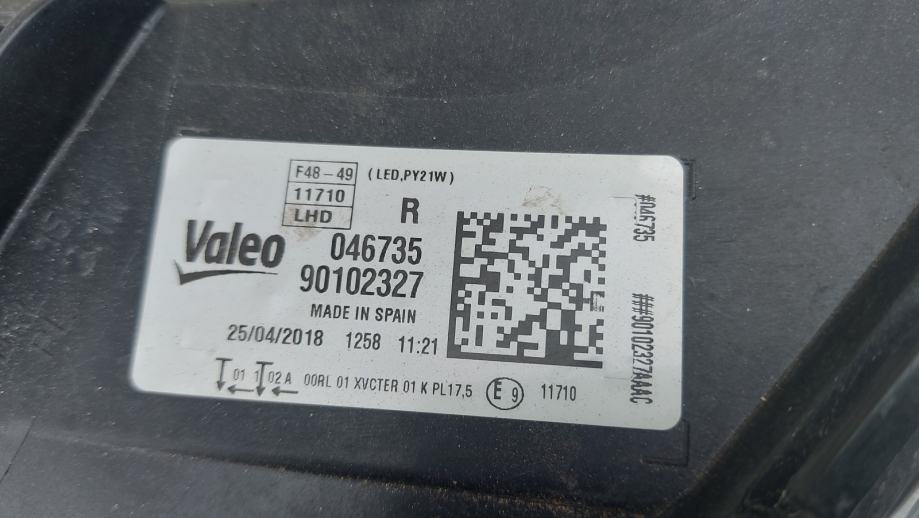 F48-49 (LED,PY21W)
11710
LHD
R
Valeo
046735
90102327
MADE IN SPAIN
25/04/2018 1258 11:21
01 1 02 A 00RL 01 XVCTER 01 K PL17,5 E 9 11710
#046735
##90102327AAAC